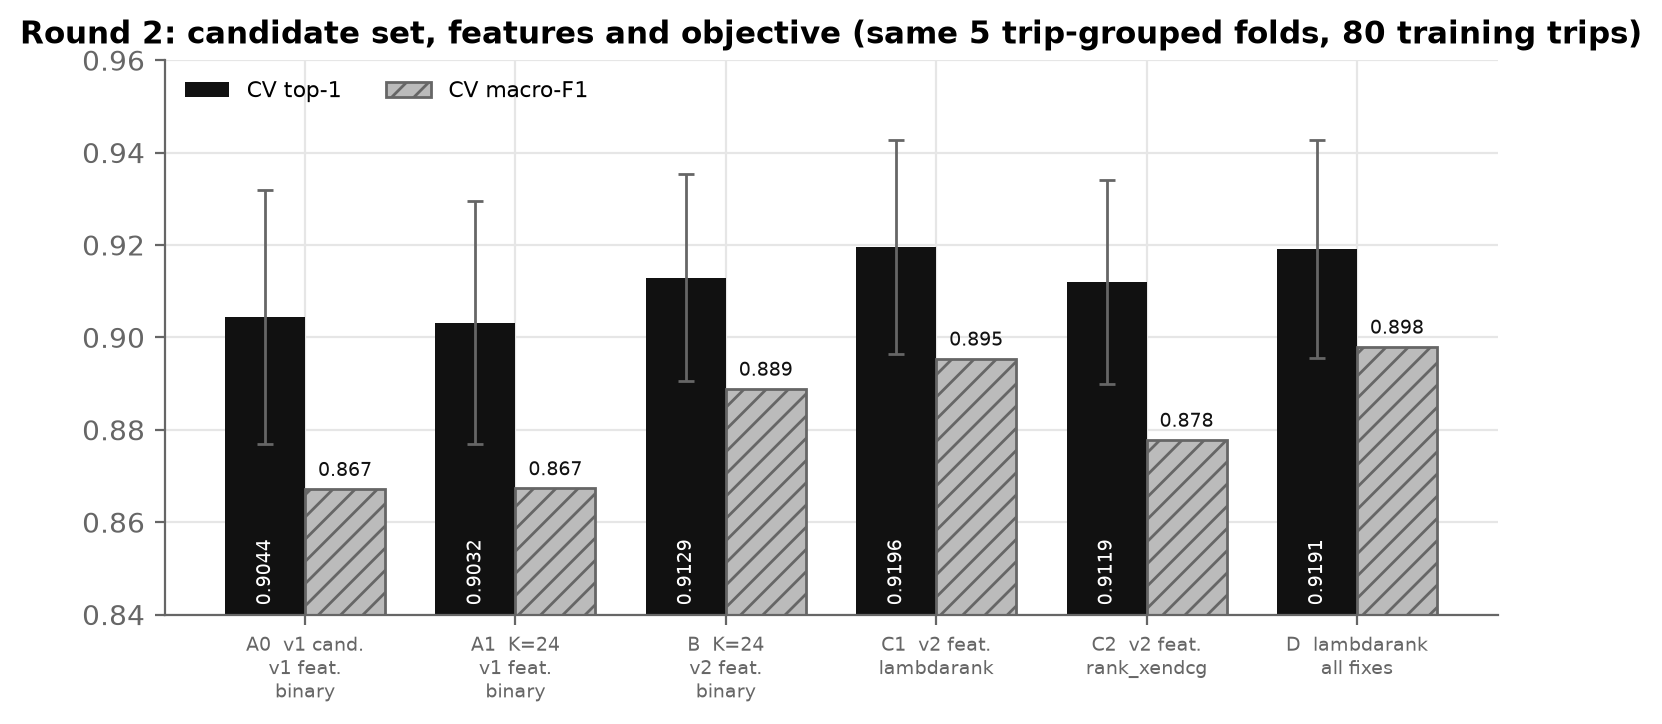 Round 2: candidate set, features and objective (same 5 trip-grouped folds, 80 training trips)
CV top-1
CV macro-F1
0.96
0.94
0.92
0.90
0.88
0.86
0.84
0.9044
0.867
0.9032
0.867
0.9129
0.889
0.9196
0.895
0.9119
0.878
0.9191
0.898
A0 v1 cand.
v1 feat.
binary
A1 K=24
v1 feat.
binary
B K=24
v2 feat.
binary
C1 v2 feat.
lambdarank
C2 v2 feat.
rank_xendcg
D lambdarank
all fixes